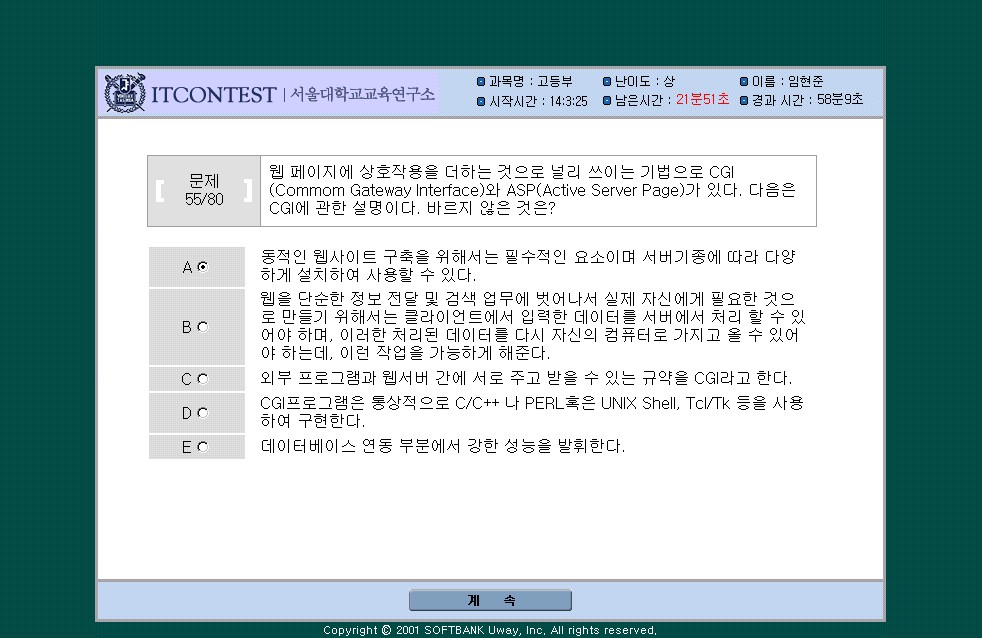 ITCONTEST | 서울대학교교육연구소
과목명 : 고등부
난이도 : 상
이름 : 임현준
시작시간 : 14:3:25
남은시간 : 21분51초
경과 시간 : 58분9초
문제
55/80
웹 페이지에 상호작용을 더하는 것으로 널리 쓰이는 기법으로 CGI
(Commom Gateway Interface)와 ASP(Active Server Page)가 있다. 다음은
CGI에 관한 설명이다. 바르지 않은 것은?
A
동적인 웹사이트 구축을 위해서는 필수적인 요소이며 서버기종에 따라 다양
하게 설치하여 사용할 수 있다.
B
웹을 단순한 정보 전달 및 검색 업무에 벗어나서 실제 자신에게 필요한 것으
로 만들기 위해서는 클라이언트에서 입력한 데이터를 서버에서 처리 할 수 있
어야 하며, 이러한 처리된 데이터를 다시 자신의 컴퓨터로 가지고 올 수 있어
야 하는데, 이런 작업을 가능하게 해준다.
C
외부 프로그램과 웹서버 간에 서로 주고 받을 수 있는 규약을 CGI라고 한다.
D
CGI프로그램은 통상적으로 C/C++ 나 PERL혹은 UNIX Shell, Tcl/Tk 등을 사용
하여 구현한다.
E
데이터베이스 연동 부분에서 강한 성능을 발휘한다.
계 속
Copyright © 2001 SOFTBANK Uway, Inc, All rights reserved,